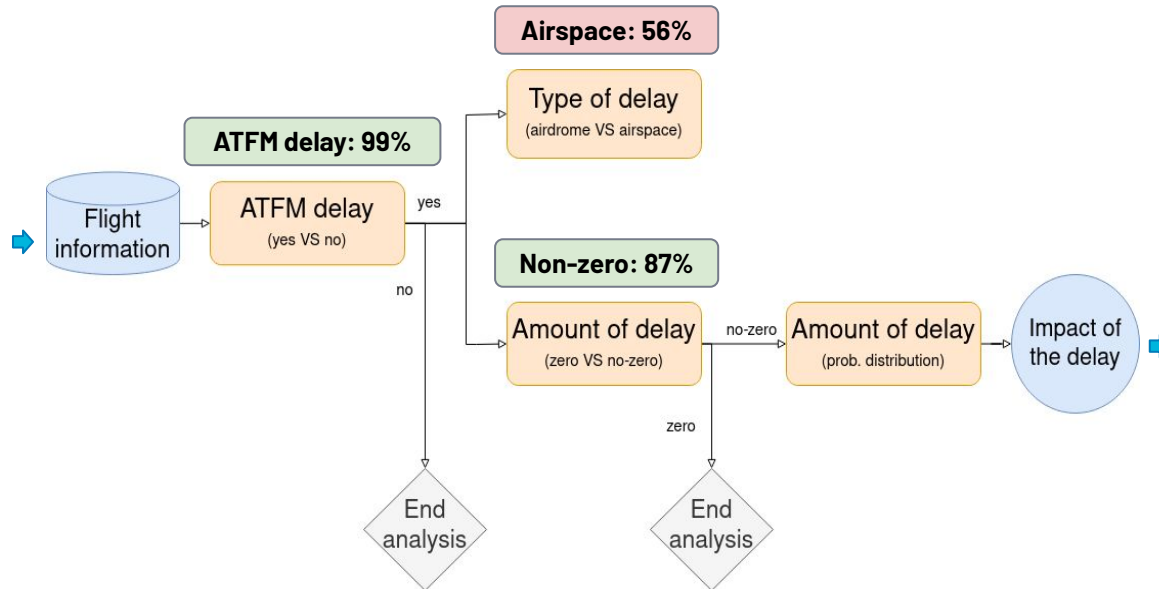 Airspace: 56%
Type of delay
(airdrome VS airspace)
ATFM delay: 99%
Flight
information
ATFM delay
(yes VS no)
yes
no
Non-zero: 87%
Amount of delay
(zero VS no-zero)
no-zero
zero
Amount of delay
(prob. distribution)
Impact of
the delay
End
analysis
End
analysis